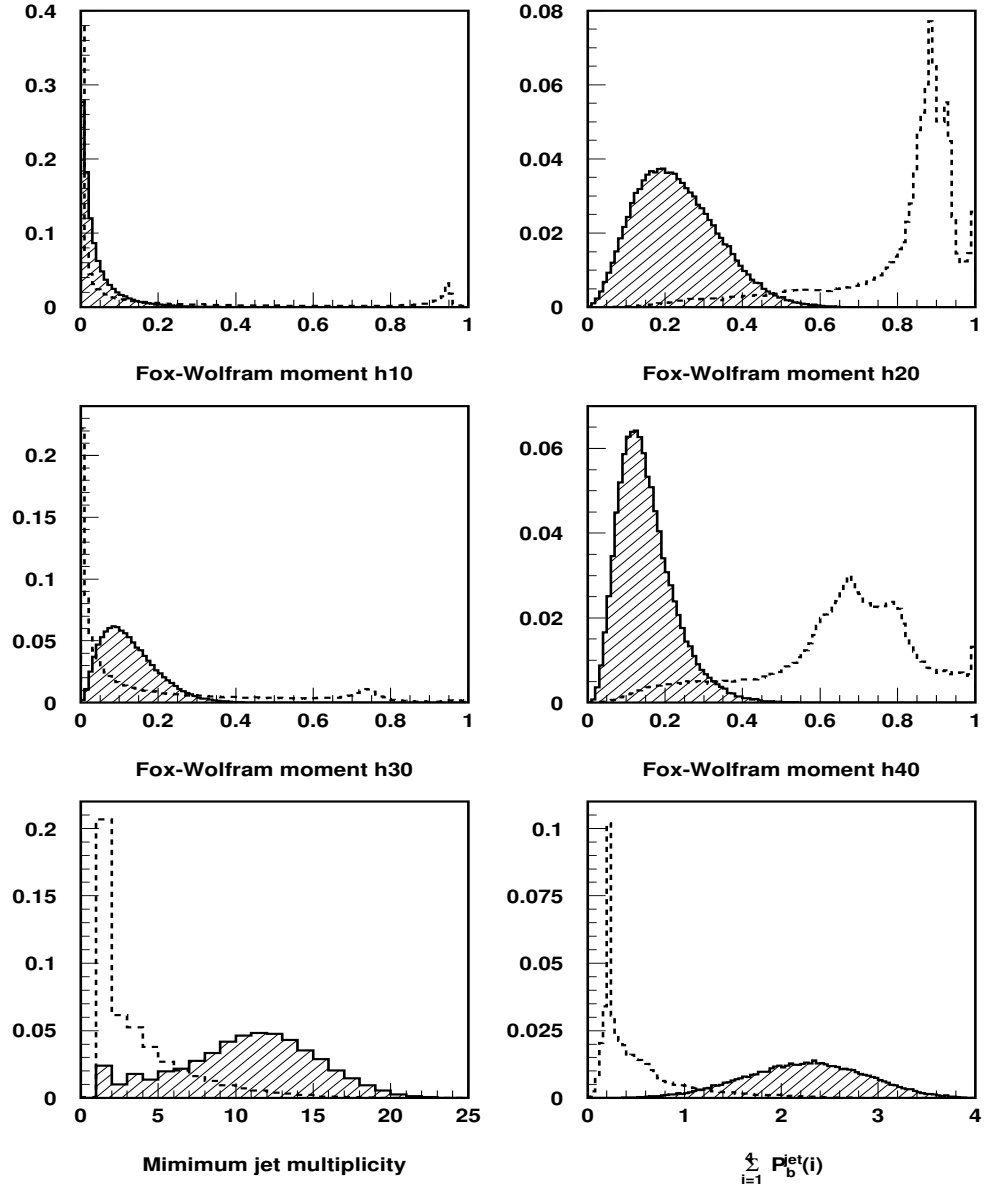 0.4
0.3
0.2
0.1
0
0 0.2 0.4 0.6 0.8 1
Fox-Wolfram moment h10
0.08
0.06
0.04
0.02
0
0 0.2 0.4 0.6 0.8 1
Fox-Wolfram moment h20
0.2
0.15
0.1
0.05
0
0 0.2 0.4 0.6 0.8 1
Fox-Wolfram moment h30
0.06
0.04
0.02
0
0 0.2 0.4 0.6 0.8 1
Fox-Wolfram moment h40
0.2
0.15
0.1
0.05
0
0 5 10 15 20 25
Mimimum jet multiplicity
0.1
0.075
0.05
0.025
0
0 1 2 3 4
4
Σ P_b^jet(i)
i=1